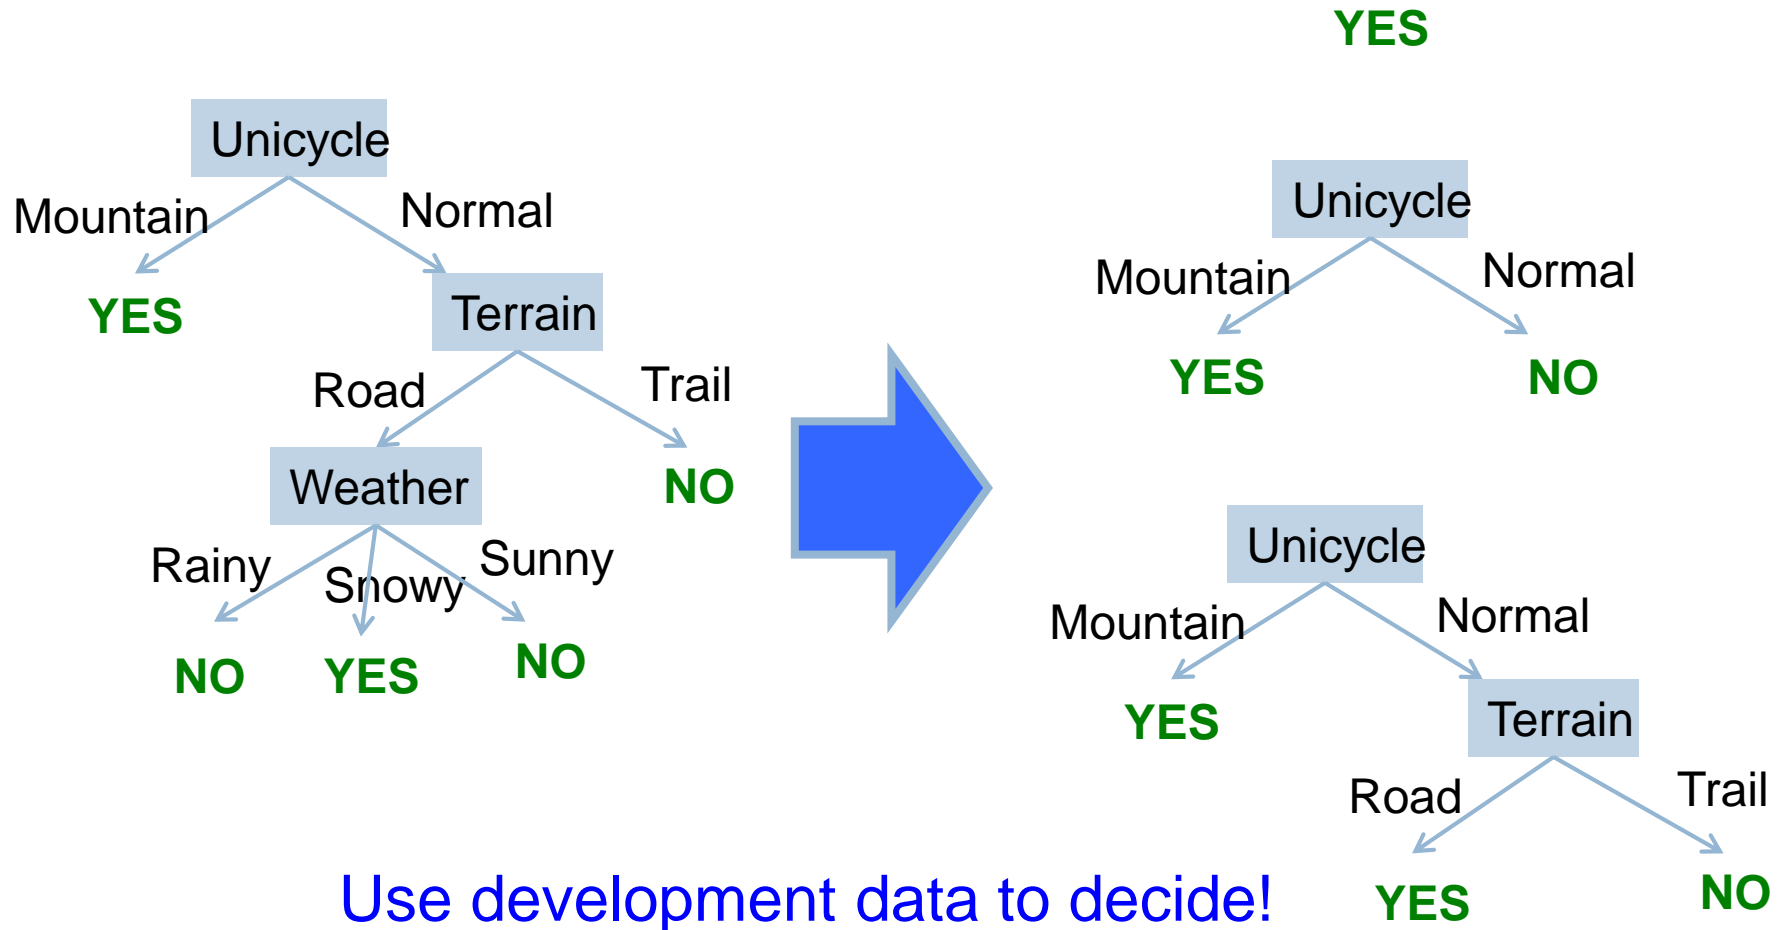 Unicycle
Mountain
Normal
YES
Terrain
Road
Trail
Weather
NO
Rainy
Snowy
Sunny
NO
YES
NO
YES
Unicycle
Mountain
Normal
YES
NO
Unicycle
Mountain
Normal
YES
Terrain
Road
Trail
YES
NO
Use development data to decide!